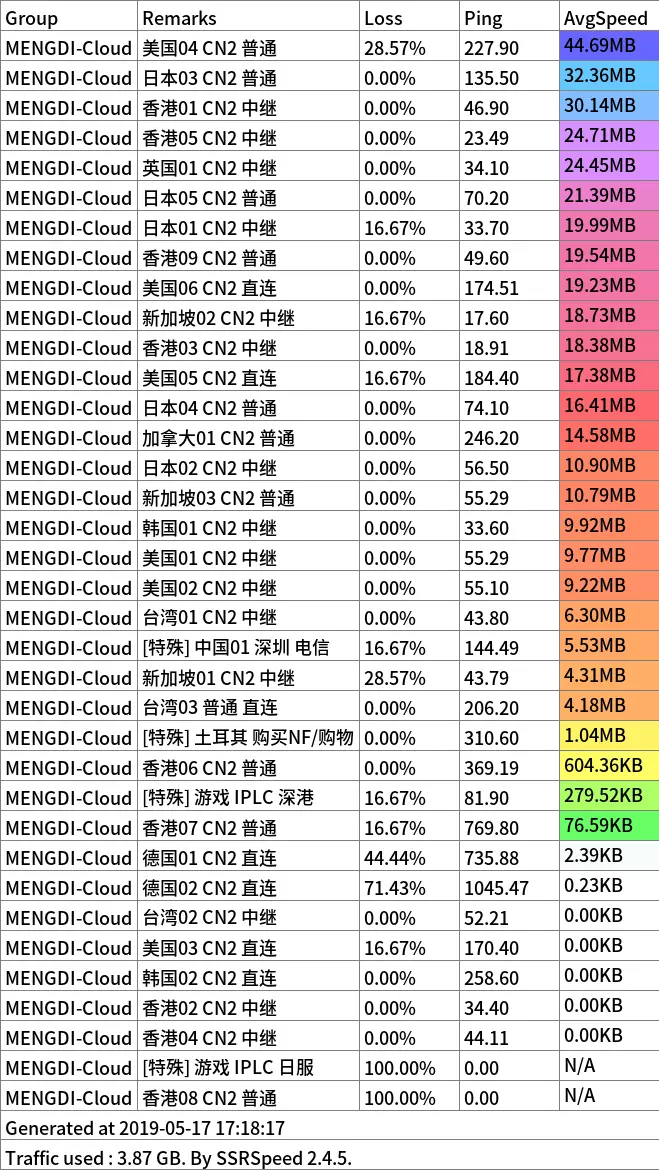 Group Remarks Loss Ping AvgSpeed
MENGDI-Cloud 美国04 CN2 普通 28.57% 227.90 44.69MB
MENGDI-Cloud 日本03 CN2 普通 0.00% 135.50 32.36MB
MENGDI-Cloud 香港01 CN2 中继 0.00% 46.90 30.14MB
MENGDI-Cloud 香港05 CN2 中继 0.00% 23.49 24.71MB
MENGDI-Cloud 英国01 CN2 中继 0.00% 34.10 24.45MB
MENGDI-Cloud 日本05 CN2 普通 0.00% 70.20 21.39MB
MENGDI-Cloud 日本01 CN2 中继 16.67% 33.70 19.99MB
MENGDI-Cloud 香港09 CN2 普通 0.00% 49.60 19.54MB
MENGDI-Cloud 美国06 CN2 直连 0.00% 174.51 19.23MB
MENGDI-Cloud 新加坡02 CN2 中继 16.67% 17.60 18.73MB
MENGDI-Cloud 香港03 CN2 中继 0.00% 18.91 18.38MB
MENGDI-Cloud 美国05 CN2 直连 16.67% 184.40 17.38MB
MENGDI-Cloud 日本04 CN2 普通 0.00% 74.10 16.41MB
MENGDI-Cloud 加拿大01 CN2 普通 0.00% 246.20 14.58MB
MENGDI-Cloud 日本02 CN2 中继 0.00% 56.50 10.90MB
MENGDI-Cloud 新加坡03 CN2 普通 0.00% 55.29 10.79MB
MENGDI-Cloud 韩国01 CN2 中继 0.00% 33.60 9.92MB
MENGDI-Cloud 美国01 CN2 中继 0.00% 55.29 9.77MB
MENGDI-Cloud 美国02 CN2 中继 0.00% 55.10 9.22MB
MENGDI-Cloud 台湾01 CN2 中继 0.00% 43.80 6.30MB
MENGDI-Cloud [特殊] 中国01 深圳 电信 16.67% 144.49 5.53MB
MENGDI-Cloud 新加坡01 CN2 中继 28.57% 43.79 4.31MB
MENGDI-Cloud 台湾03 普通 直连 0.00% 206.20 4.18MB
MENGDI-Cloud [特殊] 土耳其 购买NF/购物 0.00% 310.60 1.04MB
MENGDI-Cloud 香港06 CN2 普通 0.00% 369.19 604.36KB
MENGDI-Cloud [特殊] 游戏 IPLC 深港 16.67% 81.90 279.52KB
MENGDI-Cloud 香港07 CN2 普通 16.67% 769.80 76.59KB
MENGDI-Cloud 德国01 CN2 直连 44.44% 735.88 2.39KB
MENGDI-Cloud 德国02 CN2 直连 71.43% 1045.47 0.23KB
MENGDI-Cloud 台湾02 CN2 中继 0.00% 52.21 0.00KB
MENGDI-Cloud 美国03 CN2 直连 16.67% 170.40 0.00KB
MENGDI-Cloud 韩国02 CN2 直连 0.00% 258.60 0.00KB
MENGDI-Cloud 香港02 CN2 中继 0.00% 34.40 0.00KB
MENGDI-Cloud 香港04 CN2 中继 0.00% 44.11 0.00KB
MENGDI-Cloud [特殊] 游戏 IPLC 日服 100.00% 0.00 N/A
MENGDI-Cloud 香港08 CN2 普通 100.00% 0.00 N/A
Generated at 2019-05-17 17:18:17
Traffic used : 3.87 GB. By SSRSpeed 2.4.5.